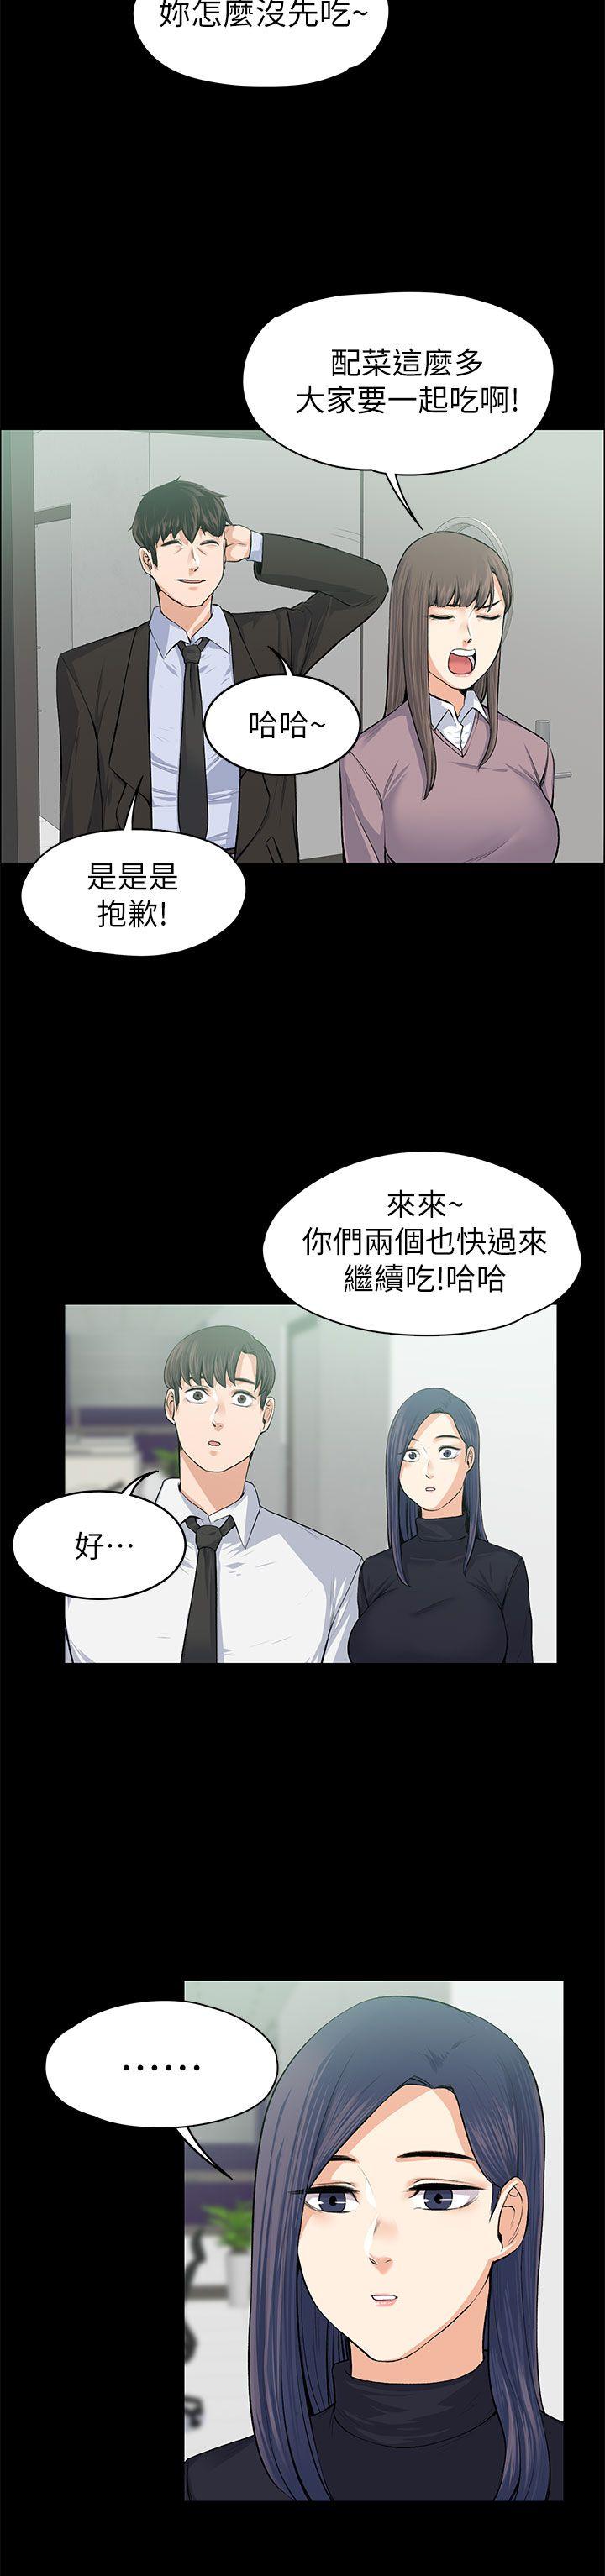 妳怎麼沒先吃~
配菜這麼多
大家要一起吃啊!
哈哈~
是是是
抱歉!
來來~
你們兩個也快過來
繼續吃!哈哈
好⋯
⋯⋯